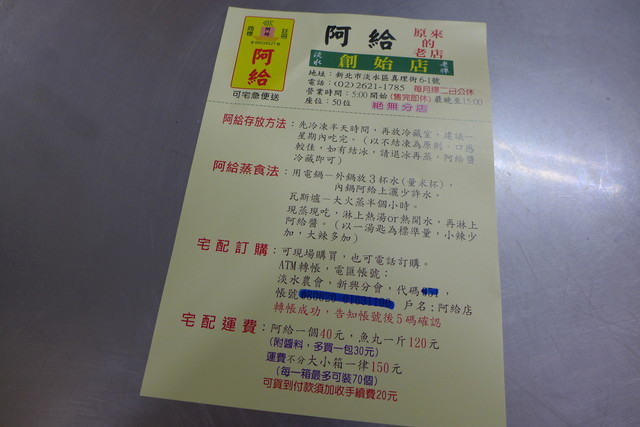 商標 註冊
阿給
阿給
可宅急便送
阿給 原來的老店
淡水 創始店 老牌
地址：新北市淡水區真理街6-1號
電話：(02)2621-1785 每月擇二日公休
營業時間：5:00開始(售完即休) 最晚至15:00
座位：50位 絕無分店
阿給存放方法：先冷凍半天時間，再放冷藏室，建議一
星期內吃完。(以不結凍為原則，口感
較佳，如有結冰，請退冰再蒸，阿給醬
冷藏即可)
阿給蒸食法：用電鍋－外鍋放3杯水(量米杯)，
內鍋阿給上灑少許水。
瓦斯爐－大火蒸半個小時。
現蒸現吃，淋上熱湯or熱開水，再淋上
阿給醬。(以一湯匙為標準量，小辣少
加，大辣多加)
宅配訂購：可現場購買，也可電話訂購。
ATM轉帳，電匯帳號：
淡水農會，新興分會，代碼
帳號 戶名：阿給店
轉帳成功，告知帳號後5碼確認
宅配運費：阿給一個40元，魚丸一斤120元
(附醬料，多買一包30元)
運費不分大小箱一律150元
(每一箱最多可裝70個)
可貨到付款須加收手續費20元